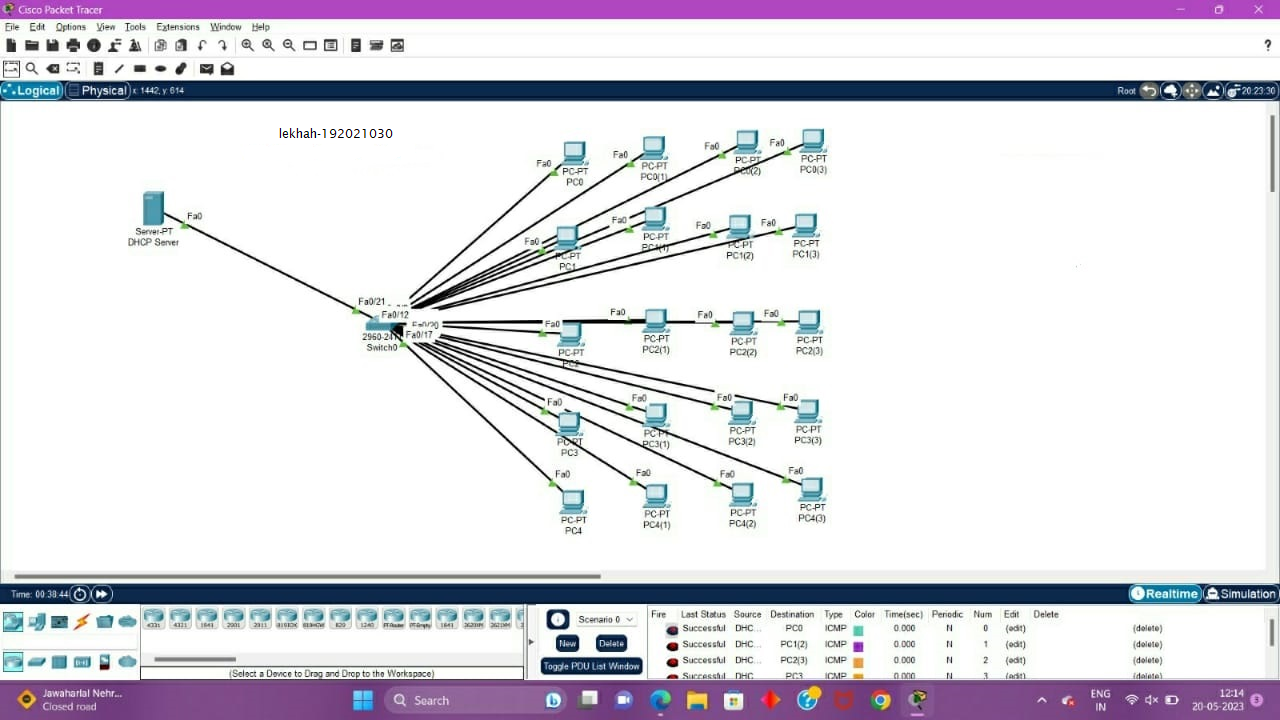 Cisco Packet Tracer
File Edit Options View Tools Extensions Window Help
?
Logical Physical x: 1442, y: 614 Root 20:23:30
lekhah-192021030
Fa0 PC-PT PC0
Fa0 PC-PT PC0(1)
Fa0 PC-PT PC0(2)
Fa0 PC-PT PC0(3)
Fa0
Server-PT
DHCP Server
Fa0 PC-PT PC1
Fa0 PC-PT PC1(1)
Fa0 PC-PT PC1(2)
Fa0 PC-PT PC1(3)
Fa0/21
Fa0/12
Fa0/20
Fa0/17
Switch0
Fa0 PC-PT PC2
Fa0 PC-PT PC2(1)
Fa0 PC-PT PC2(2)
Fa0 PC-PT PC2(3)
Fa0 PC-PT PC3
Fa0 PC-PT PC3(1)
Fa0 PC-PT PC3(2)
Fa0 PC-PT PC3(3)
Fa0 PC-PT PC4
Fa0 PC-PT PC4(1)
Fa0 PC-PT PC4(2)
Fa0 PC-PT PC4(3)
Time: 00:38:44 Realtime Simulation
4331 4321 1941 2901 2911 819IOX 819HGW 829 1240 PT-Router PT-Empty 1841 2620XM 2621XM
(Select a Device to Drag and Drop to the Workspace)
Scenario 0
New Delete
Toggle PDU List Window
Fire Last Status Source Destination Type Color Time(sec) Periodic Num Edit Delete
Successful DHC... PC0 ICMP 0.000 N 0 (edit) (delete)
Successful DHC... PC1(2) ICMP 0.000 N 1 (edit) (delete)
Successful DHC... PC2(3) ICMP 0.000 N 2 (edit) (delete)
Successful DHC... PC3 ICMP 0.000 N 3 (edit) (delete)
Jawaharlal Nehr...
Closed road
Search
ENG
IN
12:14
20-05-2023
3